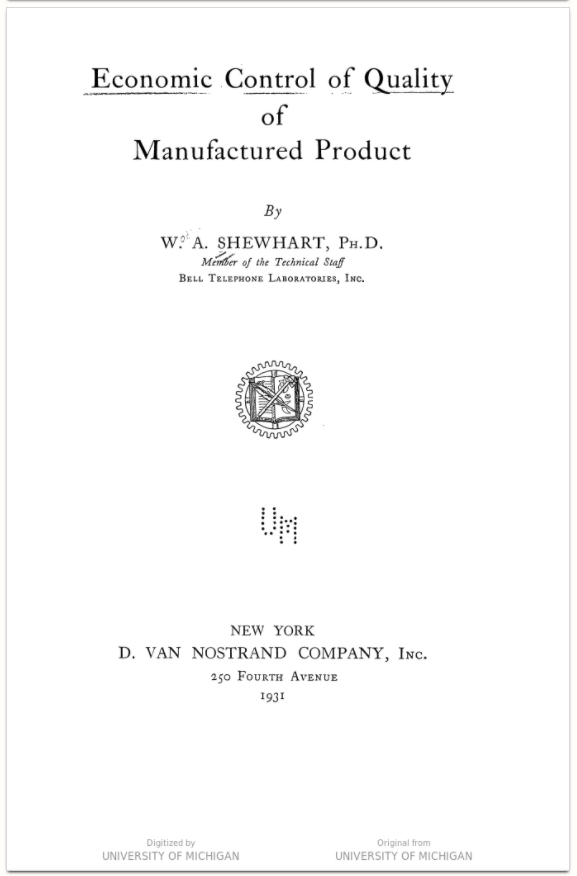 Economic Control of Quality
of
Manufactured Product
By
W. A. SHEWHART, PH.D.
Member of the Technical Staff
BELL TELEPHONE LABORATORIES, INC.
UM
NEW YORK
D. VAN NOSTRAND COMPANY, INC.
250 FOURTH AVENUE
1931
Digitized by
UNIVERSITY OF MICHIGAN
Original from
UNIVERSITY OF MICHIGAN